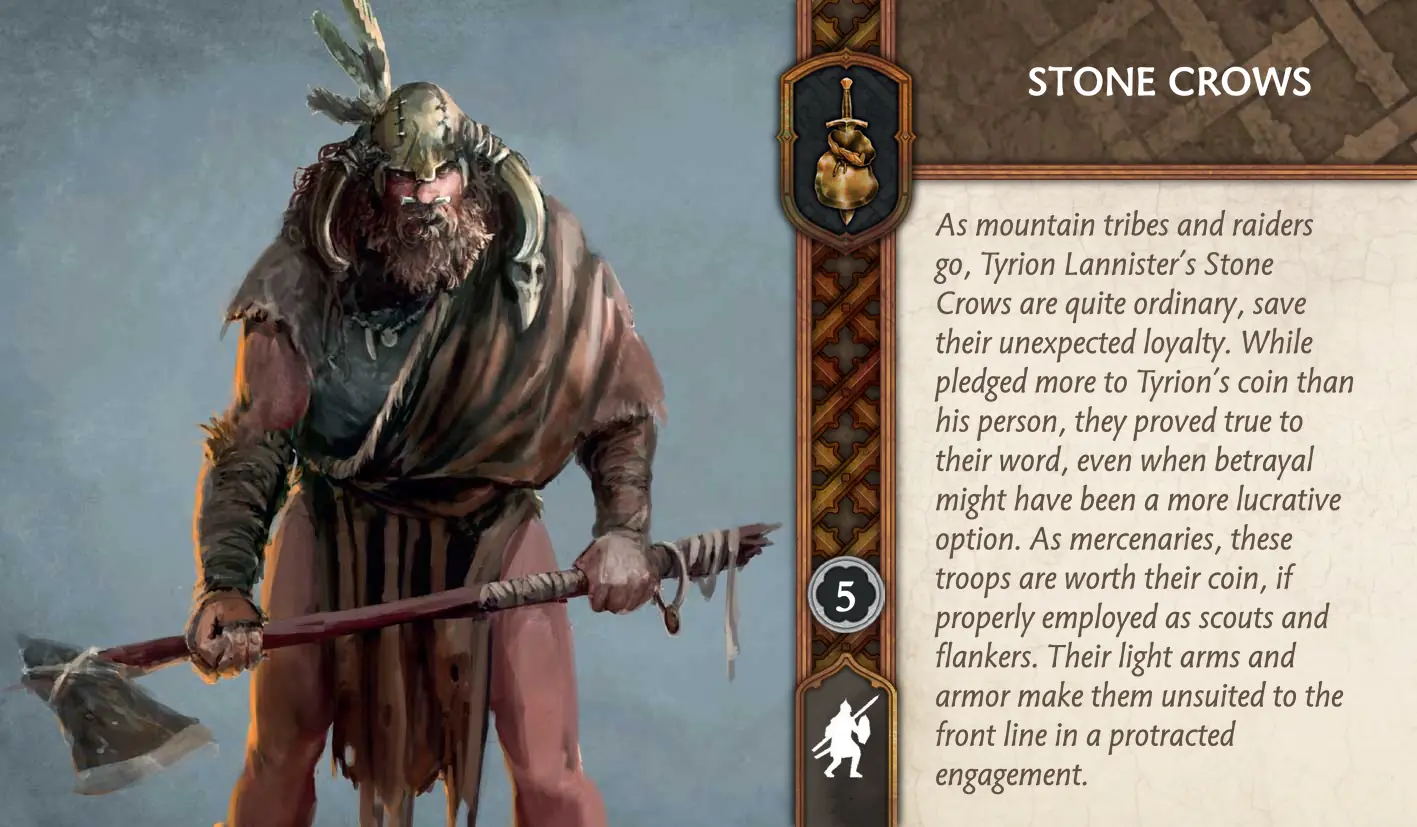 STONE CROWS
As mountain tribes and raiders
go, Tyrion Lannister's Stone
Crows are quite ordinary, save
their unexpected loyalty. While
pledged more to Tyrion's coin than
his person, they proved true to
their word, even when betrayal
might have been a more lucrative
option. As mercenaries, these
troops are worth their coin, if
properly employed as scouts and
flankers. Their light arms and
armor make them unsuited to the
front line in a protracted
engagement.
5